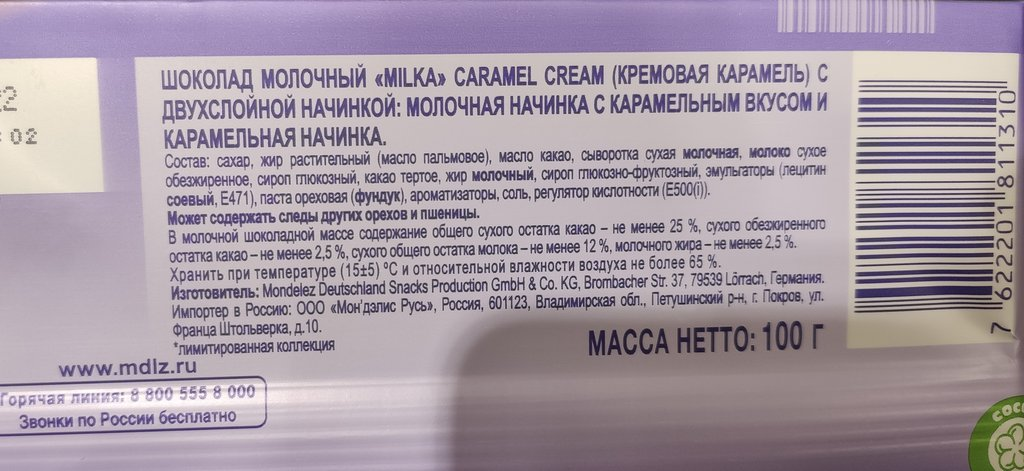 2
: 02
ШОКОЛАД МОЛОЧНЫЙ «MILKA» CARAMEL CREAM (КРЕМОВАЯ КАРАМЕЛЬ) С
ДВУХСЛОЙНОЙ НАЧИНКОЙ: МОЛОЧНАЯ НАЧИНКА С КАРАМЕЛЬНЫМ ВКУСОМ И
КАРАМЕЛЬНАЯ НАЧИНКА.
Состав: сахар, жир растительный (масло пальмовое), масло какао, сыворотка сухая молочная, молоко сухое
обезжиренное, сироп глюкозный, какао тертое, жир молочный, сироп глюкозно-фруктозный, эмульгаторы (лецитин
соевый, Е471), паста ореховая (фундук), ароматизаторы, соль, регулятор кислотности (Е500(i)).
Может содержать следы других орехов и пшеницы.
В молочной шоколадной массе содержание общего сухого остатка какао – не менее 25 %, сухого обезжиренного
остатка какао – не менее 2,5 %, сухого общего остатка молока – не менее 12 %, молочного жира – не менее 2,5 %.
Хранить при температуре (15±5) °С и относительной влажности воздуха не более 65 %.
Изготовитель: Mondelez Deutschland Snacks Production GmbH & Co. KG, Brombacher Str. 37, 79539 Lörrach, Германия.
Импортер в Россию: ООО «Мон'дэлис Русь», Россия, 601123, Владимирская обл., Петушинский р-н, г. Покров, ул.
Франца Штольверка, д.10.
*лимитированная коллекция
МАССА НЕТТО: 100 Г
www.mdlz.ru
Горячая линия: 8 800 555 8 000
Звонки по России бесплатно
7 622201 811310
COCO